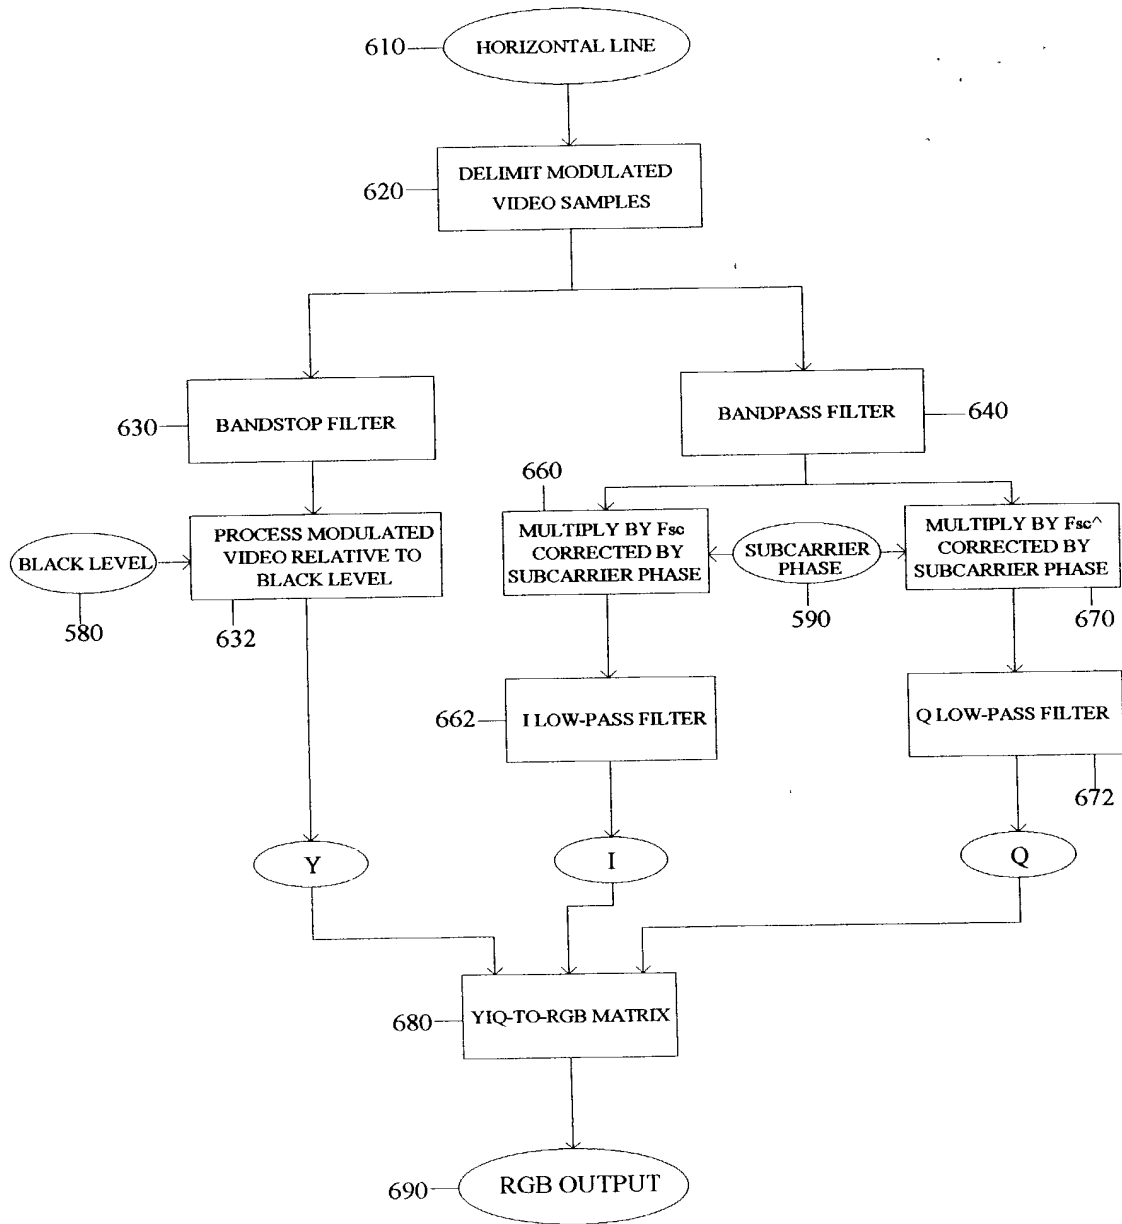 610
HORIZONTAL LINE
620
DELIMIT MODULATED
VIDEO SAMPLES
630
BANDSTOP FILTER
BANDPASS FILTER
640
660
BLACK LEVEL
580
PROCESS MODULATED
VIDEO RELATIVE TO
BLACK LEVEL
632
MULTIPLY BY Fsc
CORRECTED BY
SUBCARRIER PHASE
SUBCARRIER
PHASE
590
MULTIPLY BY Fsc^
CORRECTED BY
SUBCARRIER PHASE
670
662
I LOW-PASS FILTER
Q LOW-PASS FILTER
672
Y
I
Q
680
YIQ-TO-RGB MATRIX
690
RGB OUTPUT